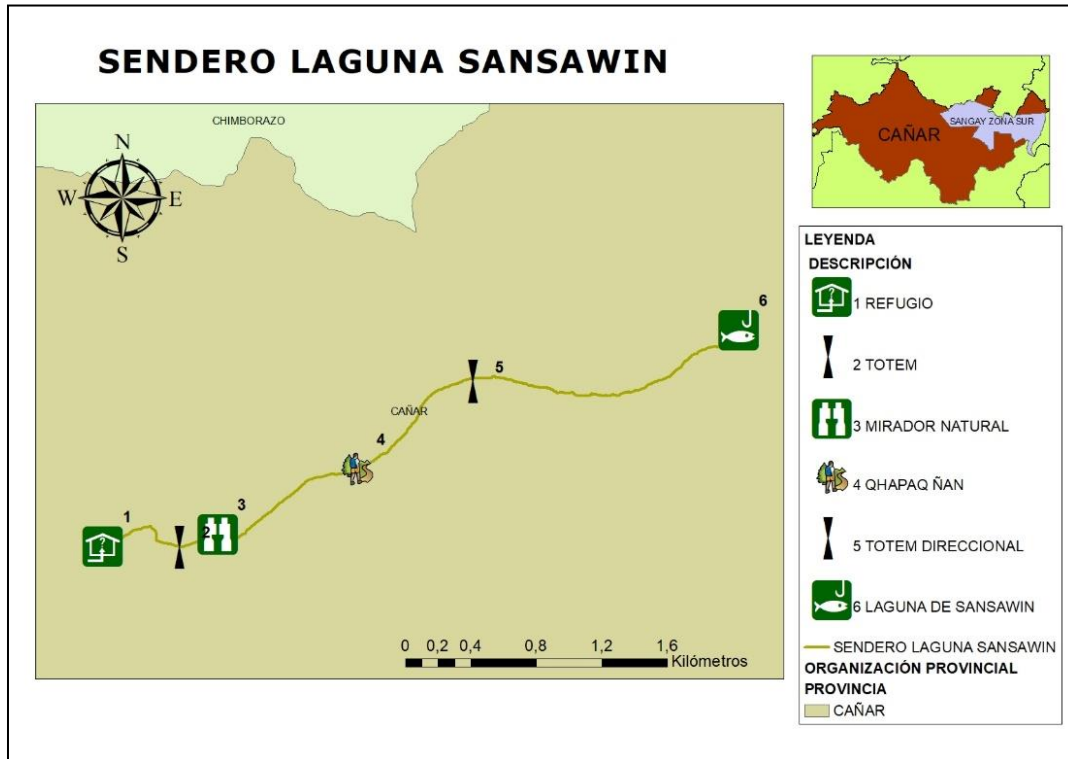 SENDERO LAGUNA SANSAWIN
CHIMBORAZO
N
W E
S
6
5
CAÑAR
4
3
1
2
0 0,2 0,4 0,8 1,2 1,6
Kilómetros
CAÑAR
SANGAY ZONA SUR
LEYENDA
DESCRIPCIÓN
1 REFUGIO
2 TOTEM
3 MIRADOR NATURAL
4 QHAPAQ ÑAN
5 TOTEM DIRECCIONAL
6 LAGUNA DE SANSAWIN
SENDERO LAGUNA SANSAWIN
ORGANIZACIÓN PROVINCIAL
PROVINCIA
CAÑAR